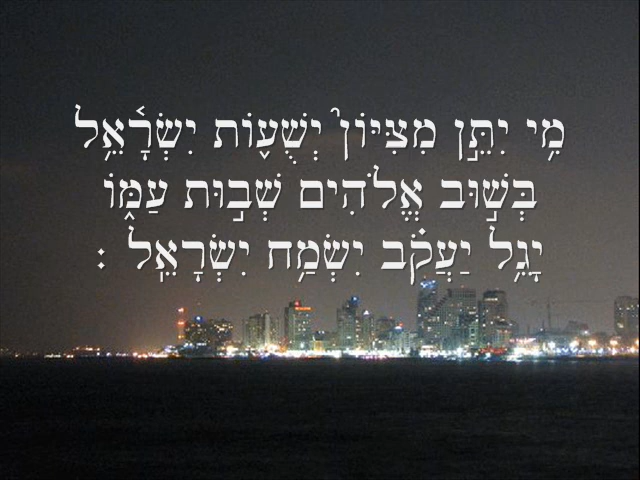 מִ֥י יִתֵּ֣ן מִצִּיּוֹן֮ יְשֻׁע֪וֹת יִשְׂרָ֫אֵ֥ל
בְּשׁ֣וּב אֱ֭לֹהִים שְׁב֣וּת עַמּ֑וֹ
יָגֵ֥ל יַ֝עֲקֹ֗ב יִשְׂמַ֥ח יִשְׂרָאֵֽל׃